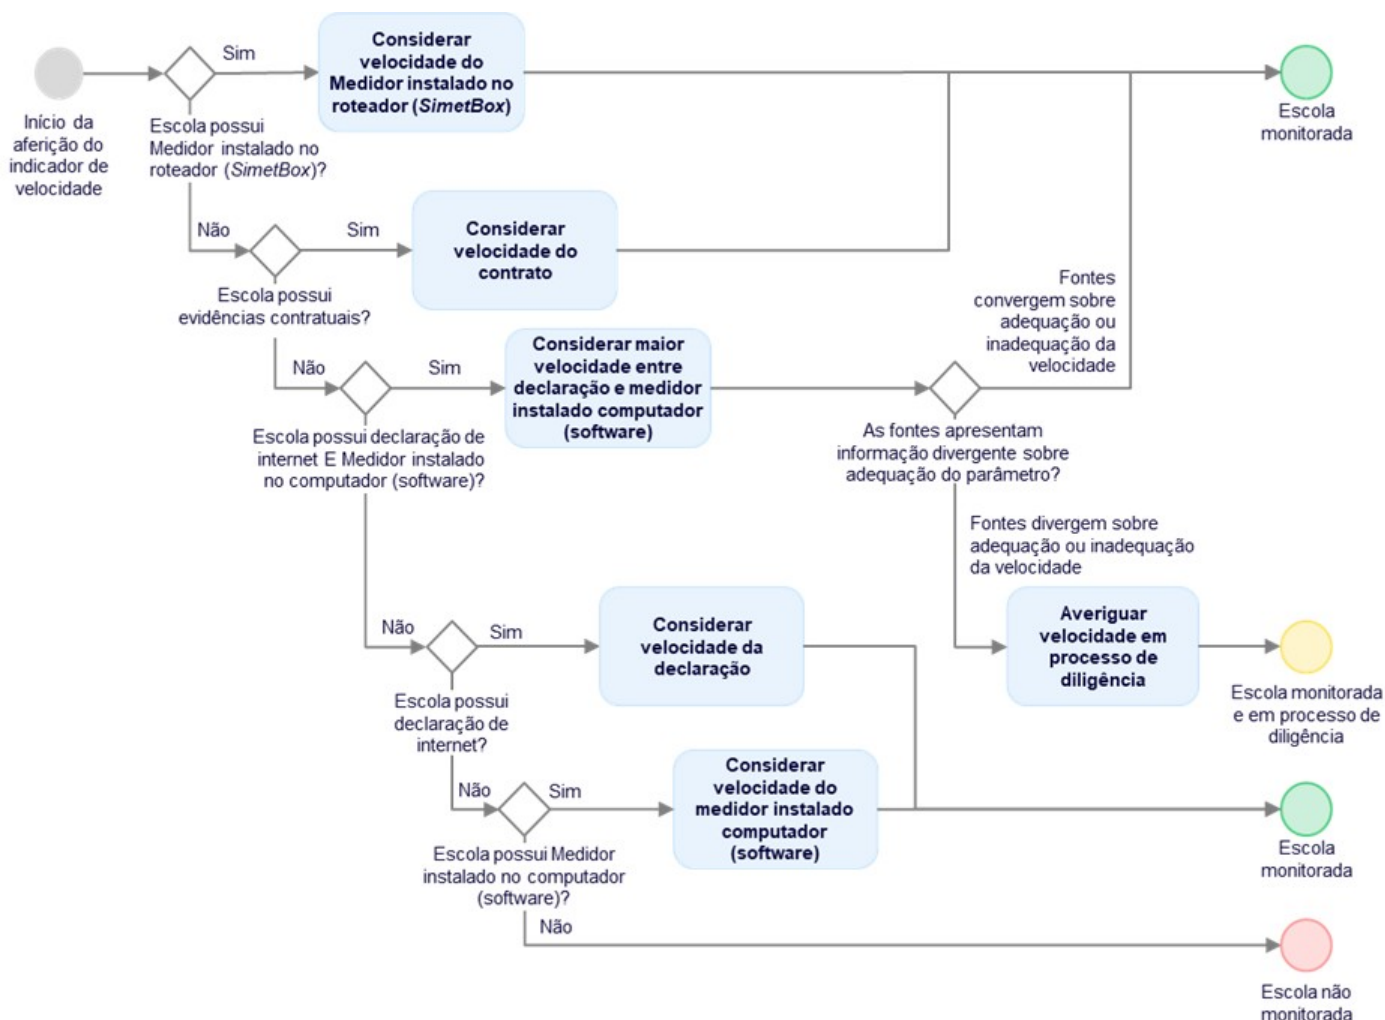 Início da
aferição do
indicador de
velocidade
Sim
Escola possui
Medidor instalado no
roteador (SimetBox)?
Considerar
velocidade do
Medidor instalado no
roteador (SimetBox)
Escola
monitorada
Não
Sim
Escola possui
evidências contratuais?
Considerar
velocidade do
contrato
Fontes
convergem sobre
adequação ou
inadequação da
velocidade
Não
Sim
Escola possui declaração de
internet E Medidor instalado
no computador (software)?
Considerar maior
velocidade entre
declaração e medidor
instalado computador
(software)
As fontes apresentam
informação divergente sobre
adequação do parâmetro?
Fontes divergem sobre
adequação ou inadequação
da velocidade
Averiguar
velocidade em
processo de
diligência
Escola monitorada
e em processo de
diligência
Não
Sim
Escola possui
declaração de
internet?
Considerar
velocidade da
declaração
Não
Sim
Escola possui Medidor
instalado no computador
(software)?
Considerar
velocidade do
medidor instalado
computador
(software)
Escola
monitorada
Não
Escola não
monitorada